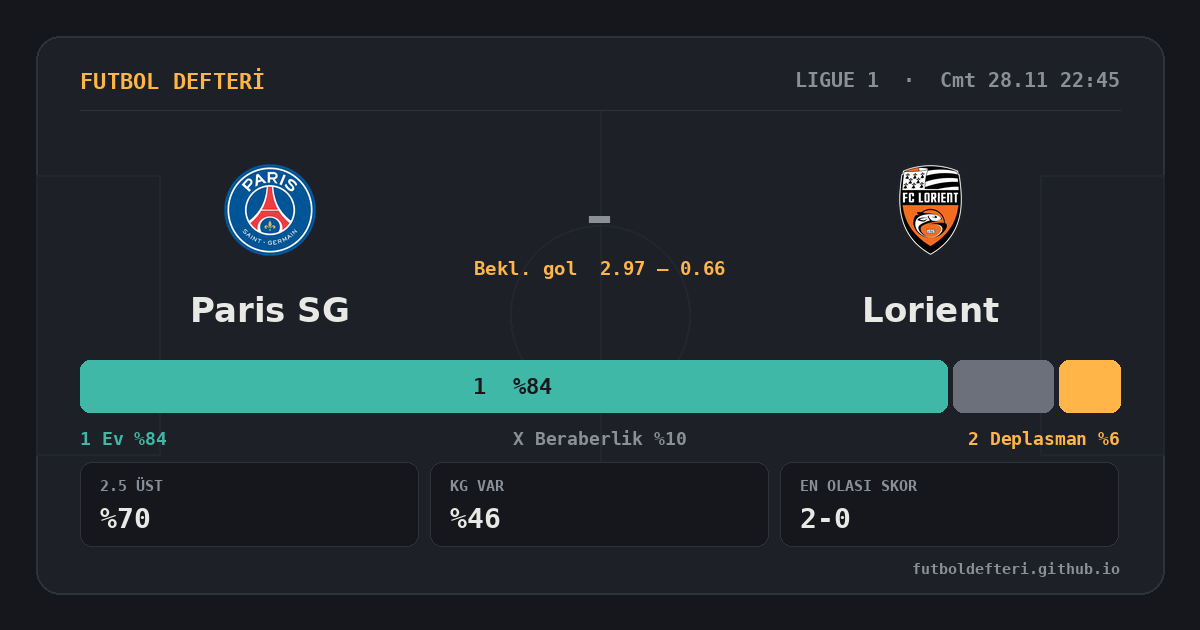 FUTBOL DEFTERİ
LIGUE 1 · Cmt 28.11 22:45
PARIS
SAINT-GERMAIN
FC LORIENT
-
Bekl. gol 2.97 – 0.66
Paris SG
Lorient
1 %84
1 Ev %84
X Beraberlik %10
2 Deplasman %6
2.5 ÜST
KG VAR
EN OLASI SKOR
%70
%46
2-0
futboldefteri.github.io